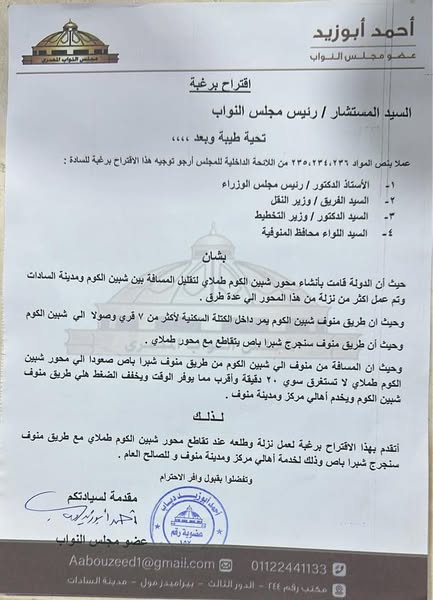 أحمد أبوزيد
عضو مجلس النواب
مجلس النواب المصري
اقتراح برغبة
السيد المستشار / رئيس مجلس النواب
تحية طيبة وبعد ,,,,
عملا بنص المواد ٢٣٥،٢٣٤،٢٣٦ من اللائحة الداخلية للمجلس أرجو توجيه هذا الاقتراح برغبة للسادة :
١- الأستاذ الدكتور / رئيس مجلس الوزراء
٢- السيد الفريق / وزير النقل
٣- السيد الدكتور / وزير التخطيط
٤- السيد اللواء محافظ المنوفية
بشان
حيث أن الدولة قامت بأنشاء محور شبين الكوم طملاي لتقليل المسافة بين شبين الكوم ومدينة السادات
وتم عمل اكثر من نزلة من هذا المحور الي عدة طرق .
وحيث ان طريق منوف شبين الكوم يمر داخل الكتلة السكنية لأكثر من ٧ قري وصولا الي شبين الكوم
وحيث أن طريق منوف سنجرج شبرا باص يتقاطع مع محور طملاي .
وحيث ان المسافة من منوف الي شبين الكوم من طريق منوف شبرا باص صعودا الي محور شبين
الكوم طملاي لا تستغرق سوي ٢٠ دقيقة وأقرب مما يوفر الوقت ويخفف الضغط هلي طريق منوف
شبين الكوم ويخدم أهالي مركز ومدينة منوف .
لــذلــك
أتقدم بهذا الاقتراح برغبة لعمل نزلة وطلعه عند تقاطع محور شبين الكوم طملاي مع طريق منوف
سنجرج شبرا باص وذلك لخدمة أهالي مركز ومدينة منوف و للصالح العام .
وتفضلوا بقبول وافر الاحترام
مقدمة لسيادتكم
عضو مجلس النواب
أحمد أبوزيد دياب
عضوية رقم
Aabouzeed1@gmail.com
01122441133
مكتب رقم ٢٤٤ - الدور الثالث - بيراميدز مول - مدينة السادات